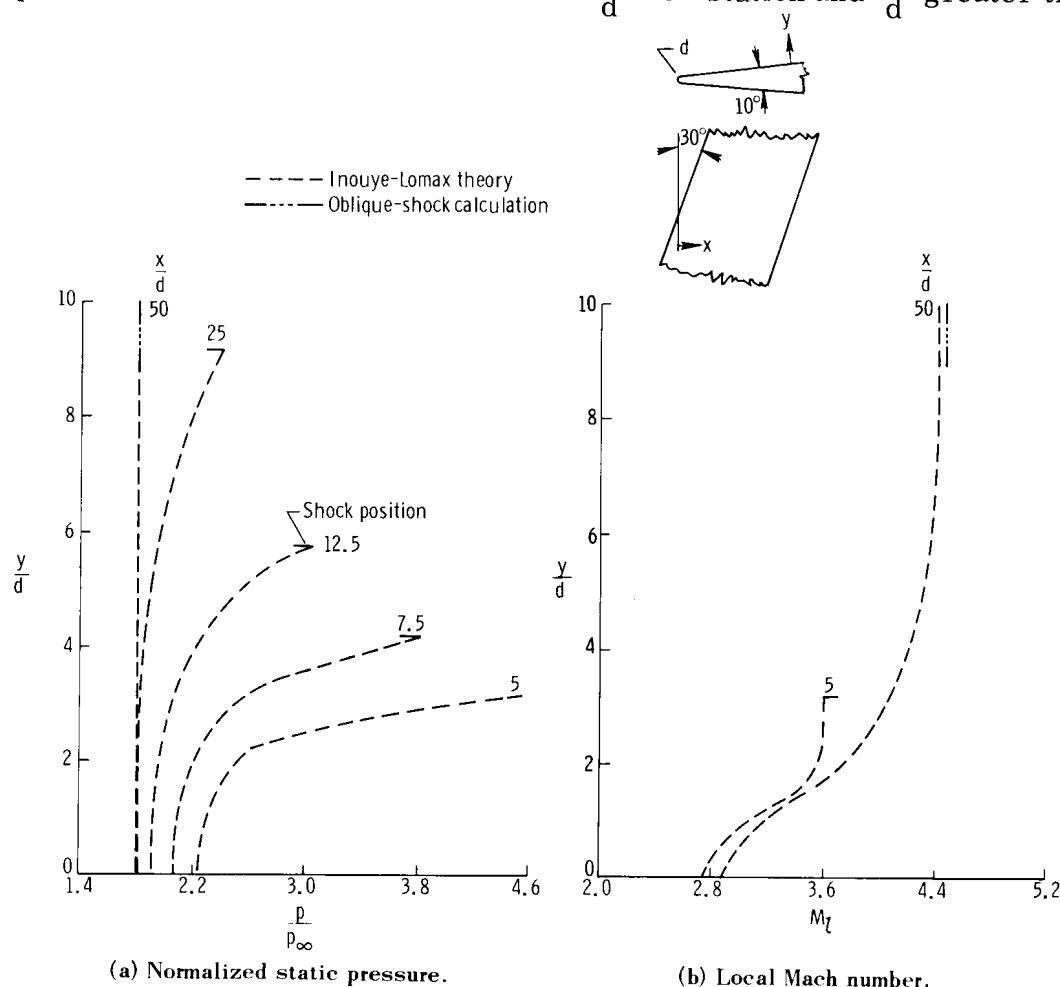 d
d
y
d
10°
30°
x
Inouye-Lomax theory
Oblique-shock calculation
x
d
50
25
Shock position
12.5
7.5
5
10
8
6
4
2
0
y
d
1.4 2.2 3.0 3.8 4.6
p
p∞
(a) Normalized static pressure.
x
d
50
5
10
8
6
4
2
0
y
d
2.0 2.8 3.6 4.4 5.2
M_l
(b) Local Mach number.